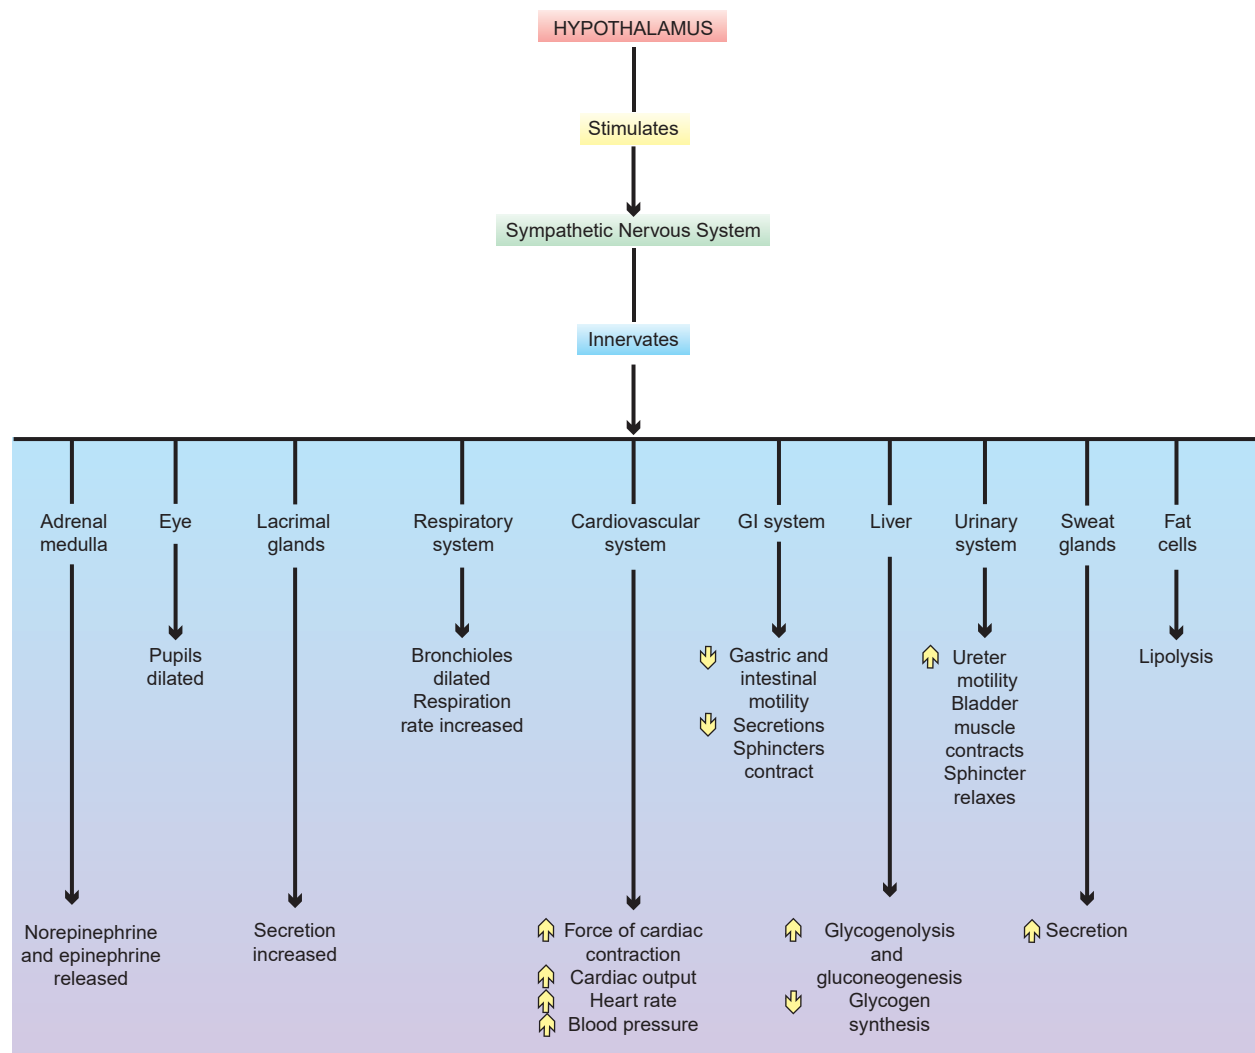 HYPOTHALAMUS
Stimulates
Sympathetic Nervous System
Innervates
Adrenal
medulla
Norepinephrine
and epinephrine
released
Eye
Pupils
dilated
Lacrimal
glands
Secretion
increased
Respiratory
system
Bronchioles
dilated
Respiration
rate increased
Cardiovascular
system
Force of cardiac
contraction
Cardiac output
Heart rate
Blood pressure
GI system
Gastric and
intestinal
motility
Secretions
Sphincters
contract
Liver
Glycogenolysis
and
gluconeogenesis
Glycogen
synthesis
Urinary
system
Ureter
motility
Bladder
muscle
contracts
Sphincter
relaxes
Sweat
glands
Secretion
Fat
cells
Lipolysis